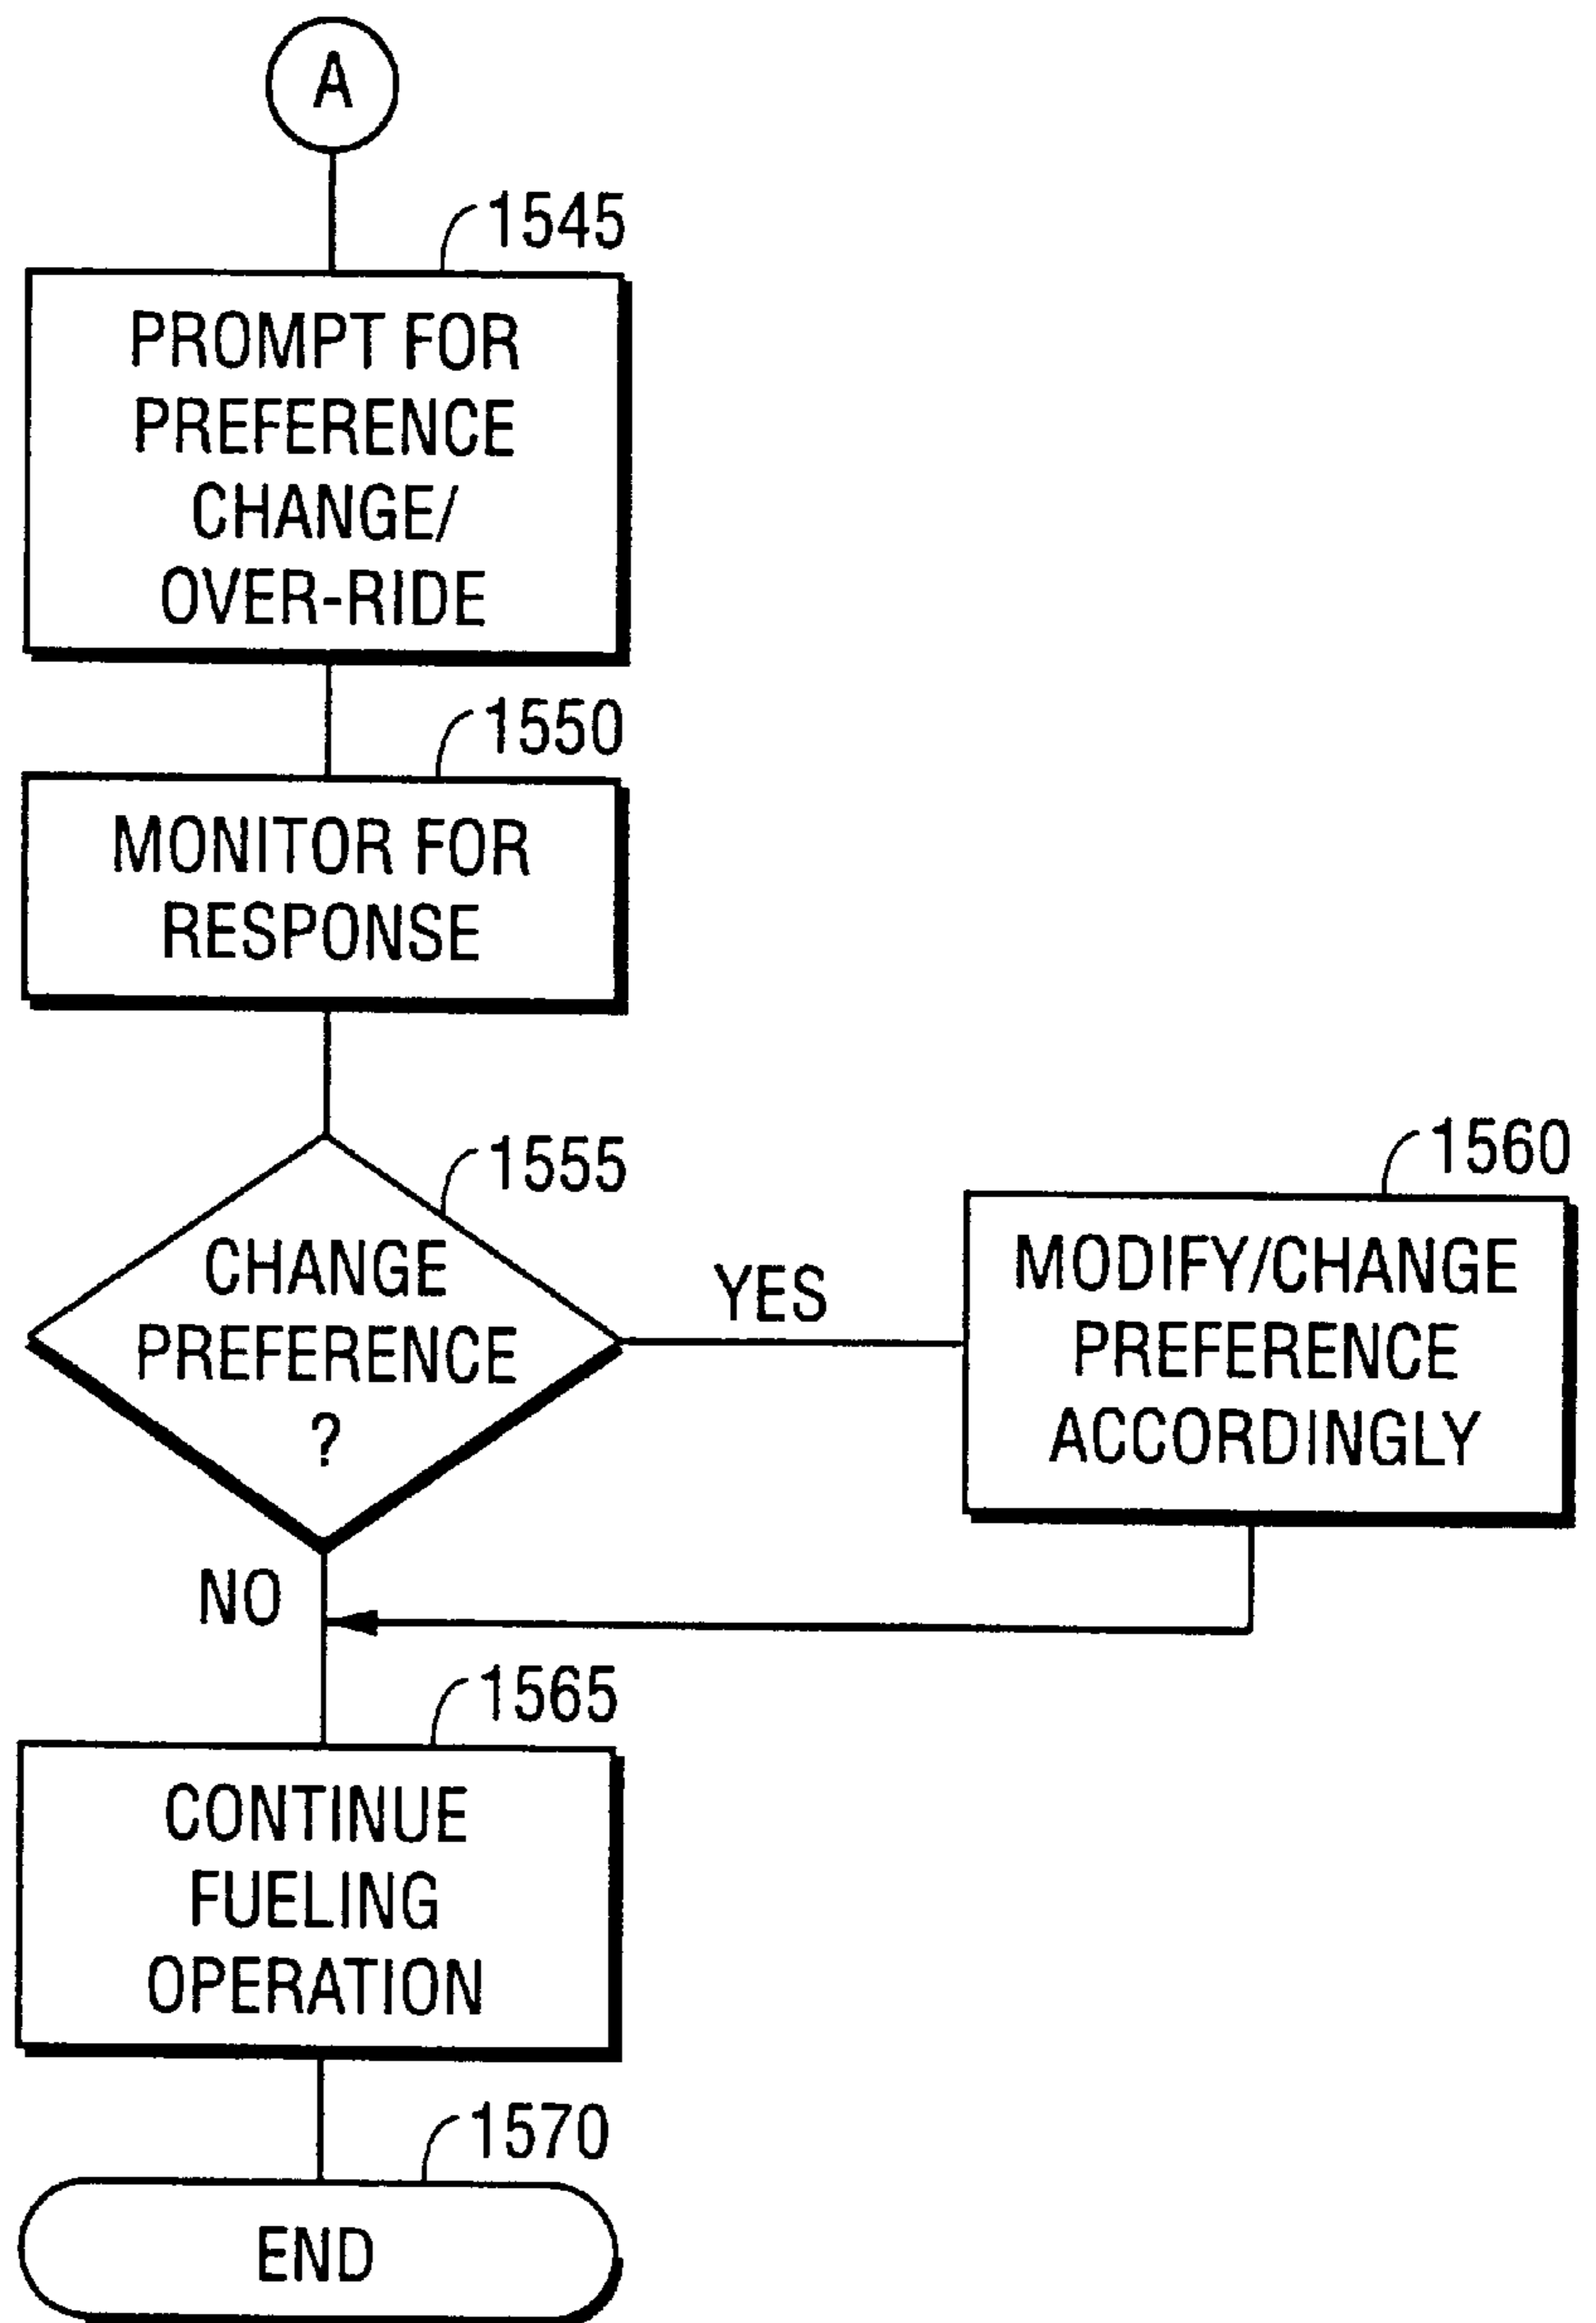 A
1545
PROMPT FOR
PREFERENCE
CHANGE/
OVER-RIDE
1550
MONITOR FOR
RESPONSE
1555
CHANGE
PREFERENCE
?
YES
1560
MODIFY/CHANGE
PREFERENCE
ACCORDINGLY
NO
1565
CONTINUE
FUELING
OPERATION
1570
END